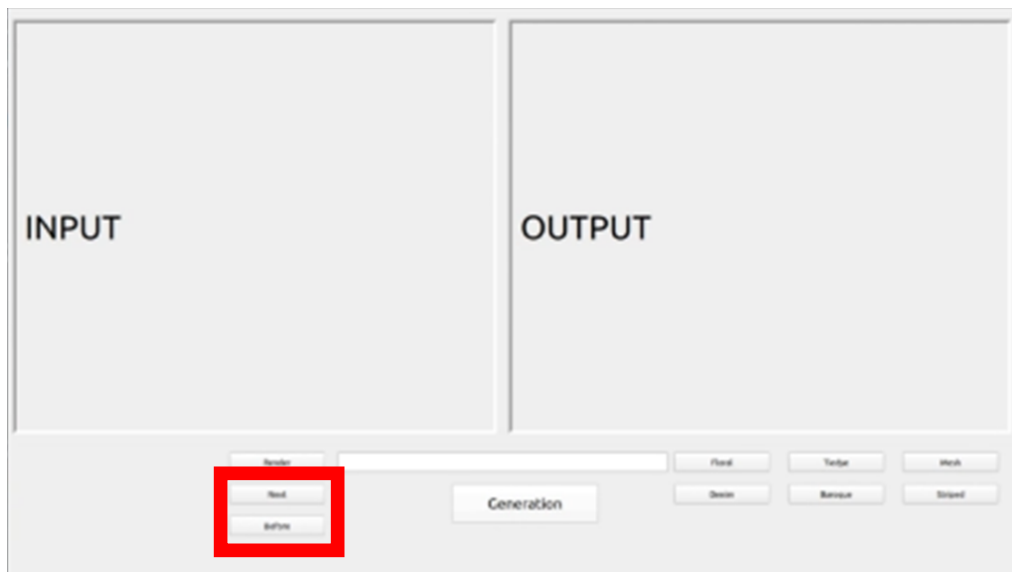 INPUT
OUTPUT
Render
Floral
Tiedye
Mesh
Next
Before
Generation
Denim
Baroque
Striped